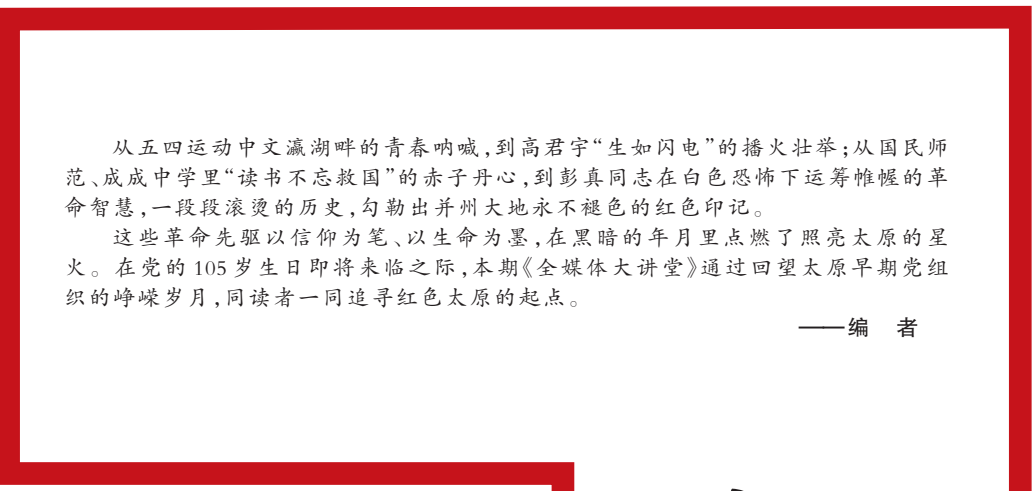 从五四运动中文瀛湖畔的青春呐喊,到高君宇“生如闪电”的播火壮举;从国民师
范、成成中学里“读书不忘救国”的赤子丹心,到彭真同志在白色恐怖下运筹帷幄的革
命智慧,一段段滚烫的历史,勾勒出并州大地永不褪色的红色印记。
这些革命先驱以信仰为笔、以生命为墨,在黑暗的年月里点燃了照亮太原的星
火。在党的105岁生日即将来临之际,本期《全媒体大讲堂》通过回望太原早期党组
织的峥嵘岁月,同读者一同追寻红色太原的起点。
——编　者